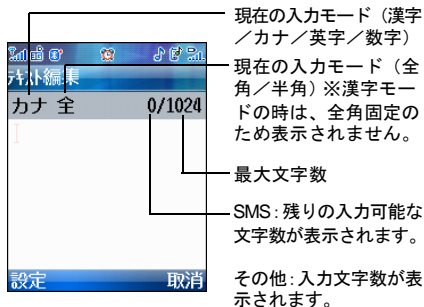 現在の入力モード（漢字
／カナ／英字／数字）
現在の入力モード（全
角／半角）※漢字モー
ドの時は、全角固定の
ため表示されません。
最大文字数
SMS：残りの入力可能な
文字数が表示されます。
その他：入力文字数が表
示されます。
テキスト編集
カナ 全 0/1024
設定 取消